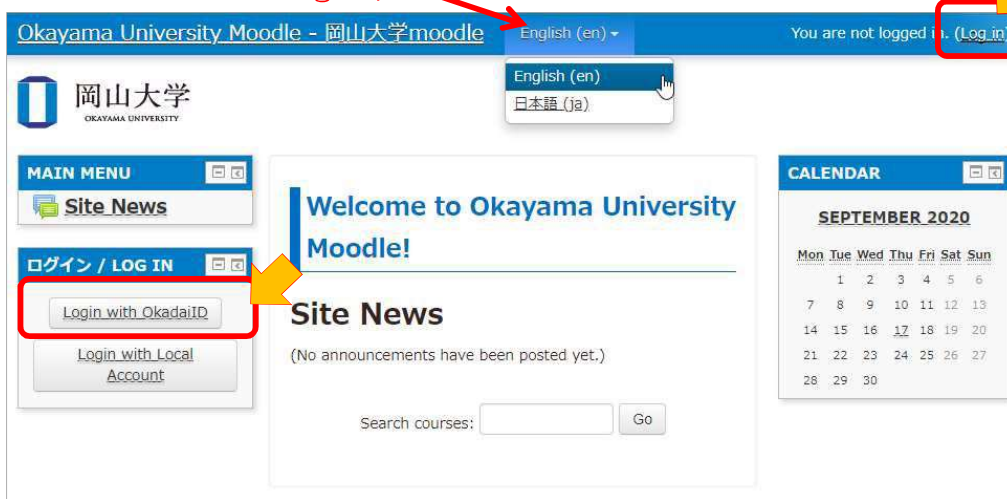 Okayama University Moodle - 岡山大学moodle English (en) You are not logged in. (Log in)
English (en)
日本語 (ja)
岡山大学
OKAYAMA UNIVERSITY
MAIN MENU
Site News
ログイン / LOG IN
Login with OkadaiID
Login with Local
Account
Welcome to Okayama University
Moodle!
Site News
(No announcements have been posted yet.)
Search courses: Go
CALENDAR
SEPTEMBER 2020
Mon Tue Wed Thu Fri Sat Sun
1 2 3 4 5 6
7 8 9 10 11 12 13
14 15 16 17 18 19 20
21 22 23 24 25 26 27
28 29 30